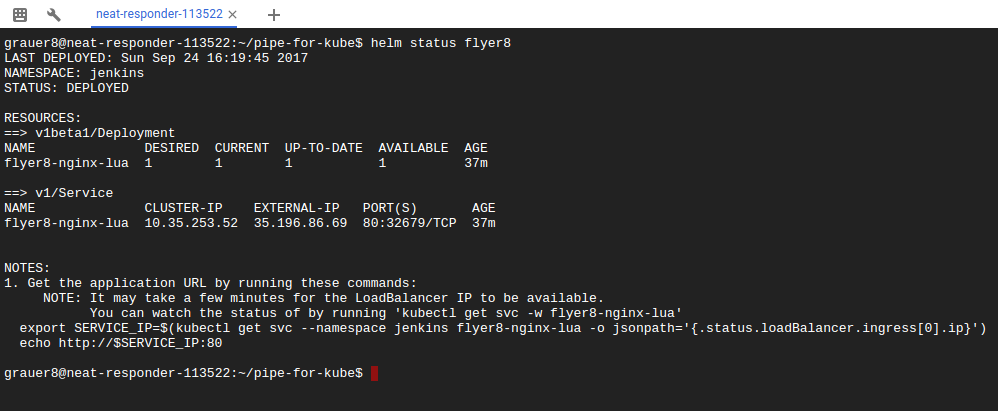 neat-responder-113522
grauer8@neat-responder-113522:~/pipe-for-kube$ helm status flyer8
LAST DEPLOYED: Sun Sep 24 16:19:45 2017
NAMESPACE: jenkins
STATUS: DEPLOYED
RESOURCES:
==> v1beta1/Deployment
NAME DESIRED CURRENT UP-TO-DATE AVAILABLE AGE
flyer8-nginx-lua 1 1 1 1 37m
==> v1/Service
NAME CLUSTER-IP EXTERNAL-IP PORT(S) AGE
flyer8-nginx-lua 10.35.253.52 35.196.86.69 80:32679/TCP 37m
NOTES:
1. Get the application URL by running these commands:
NOTE: It may take a few minutes for the LoadBalancer IP to be available.
You can watch the status of by running 'kubectl get svc -w flyer8-nginx-lua'
export SERVICE_IP=$(kubectl get svc --namespace jenkins flyer8-nginx-lua -o jsonpath='{.status.loadBalancer.ingress[0].ip}')
echo http://$SERVICE_IP:80
grauer8@neat-responder-113522:~/pipe-for-kube$